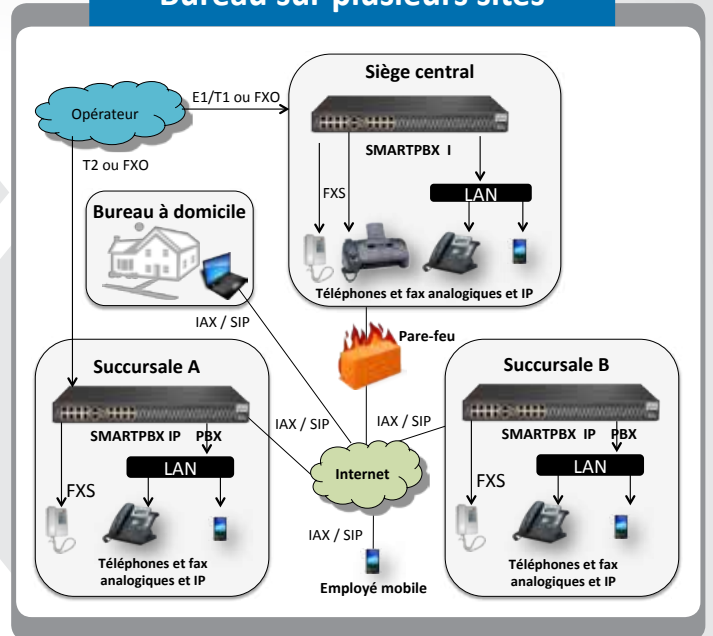 Bureau sur plusieurs sites
Siège central
E1/T1 ou FXO
Opérateur
SMARTPBX I
T2 ou FXO
FXS
LAN
Bureau à domicile
Téléphones et fax analogiques et IP
IAX / SIP
Pare-feu
Succursale A
Succursale B
IAX / SIP
IAX / SIP
SMARTPBX IP PBX
SMARTPBX IP PBX
LAN
Internet
LAN
FXS
FXS
IAX / SIP
Téléphones et fax
analogiques et IP
Téléphones et fax
analogiques et IP
Employé mobile